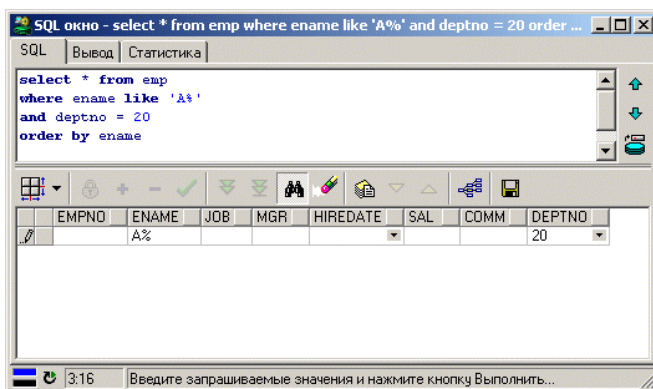 SQL окно - select * from emp where ename like 'A%' and deptno = 20 order ...
SQL Вывод Статистика
select * from emp
where ename like 'A%'
and deptno = 20
order by ename
EMPNO ENAME JOB MGR HIREDATE SAL COMM DEPTNO
A% 20
3:16 Введите запрашиваемые значения и нажмите кнопку Выполнить...